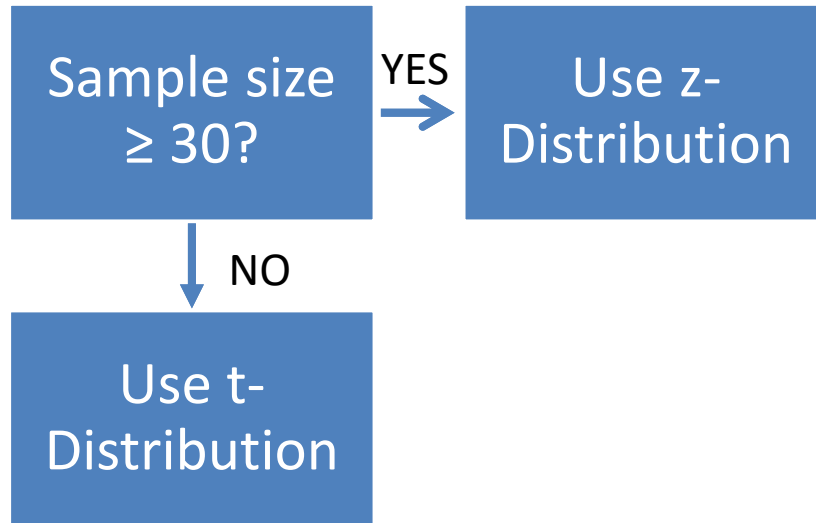 Sample size
≥ 30?
YES
Use z-
Distribution
NO
Use t-
Distribution